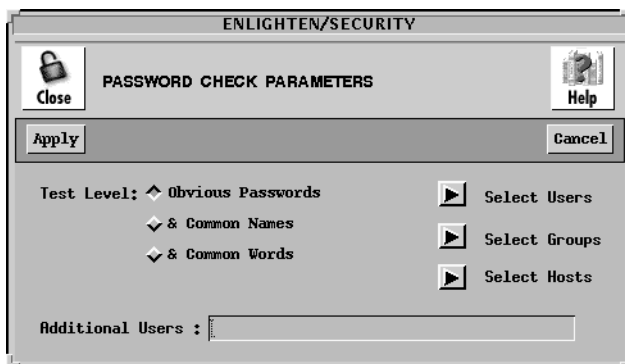 ENLIGHTEN/SECURITY
Close
PASSWORD CHECK PARAMETERS
Help
Apply
Cancel
Test Level:
Obvious Passwords
& Common Names
& Common Words
Select Users
Select Groups
Select Hosts
Additional Users :